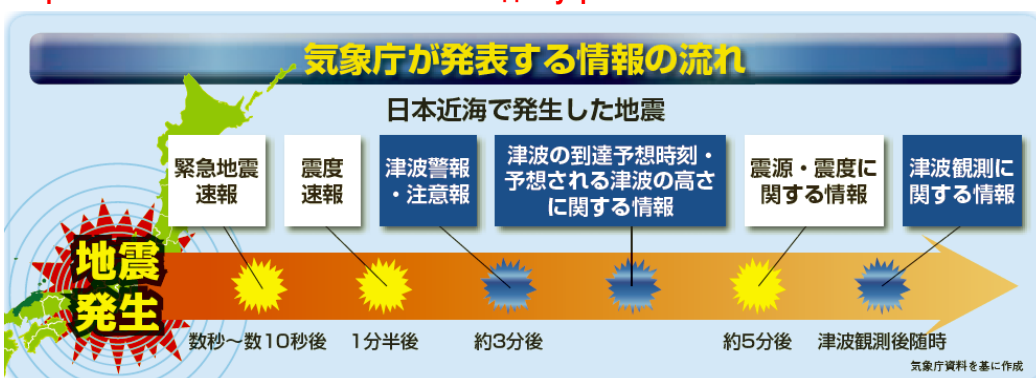 気象庁が発表する情報の流れ
日本近海で発生した地震
緊急地震
速報
震度
速報
津波警報
・注意報
津波の到達予想時刻・
予想される津波の高さ
に関する情報
震源・震度に
関する情報
津波観測に
関する情報
地震
発生
数秒～数10秒後
1分半後
約3分後
約5分後
津波観測後随時
気象庁資料を基に作成